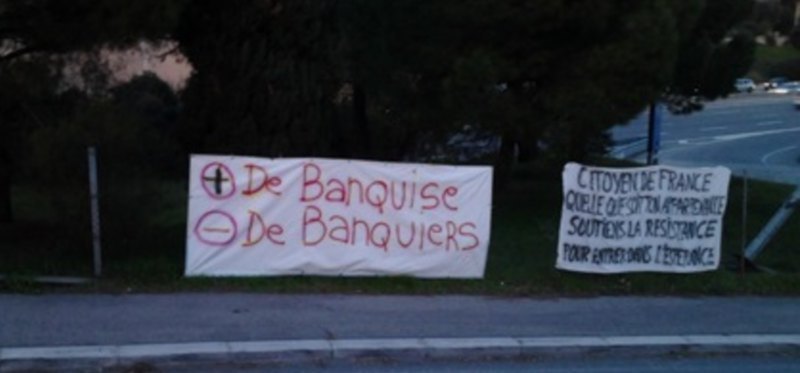 + De Banquise
- De Banquiers
CITOYEN DE FRANCE
QUELLE QUE SOIT TON APPARTENANCE
SOUTIENS LA RESISTANCE
POUR ENTRER DANS L'ESPERANCE